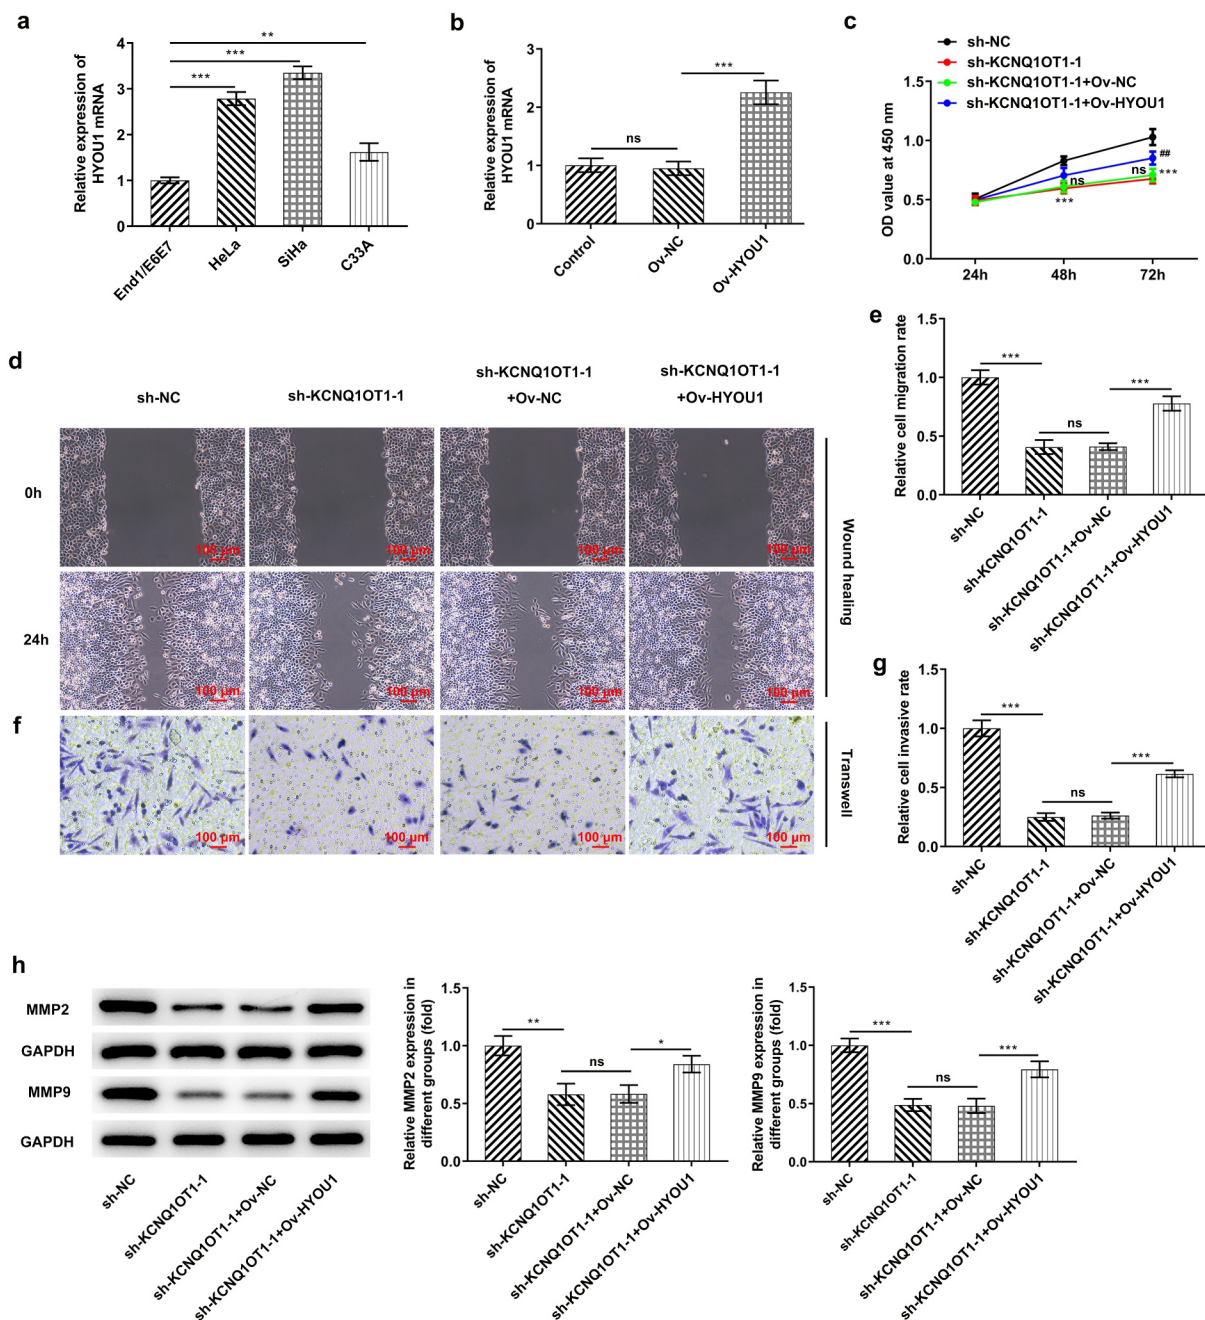 a
Relative expression of
HYOU1 mRNA
4
3
2
1
0
**
***
***
End1/E6E7
HeLa
SiHa
C33A
b
Relative expression of
HYOU1 mRNA
3
2
1
0
ns
***
Control
Ov-NC
Ov-HYOU1
c
sh-NC
sh-KCNQ1OT1-1
sh-KCNQ1OT1-1+Ov-NC
sh-KCNQ1OT1-1+Ov-HYOU1
OD value at 450 nm
1.5
1.0
0.5
0.0
ns
***
##
ns
***
24h
48h
72h
d
sh-NC
sh-KCNQ1OT1-1
sh-KCNQ1OT1-1
+Ov-NC
sh-KCNQ1OT1-1
+Ov-HYOU1
0h
100 μm
100 μm
100 μm
100 μm
24h
100 μm
100 μm
100 μm
100 μm
Wound healing
e
Relative cell migration rate
1.5
1.0
0.5
0.0
***
ns
***
sh-NC
sh-KCNQ1OT1-1
sh-KCNQ1OT1-1+Ov-NC
sh-KCNQ1OT1-1+Ov-HYOU1
f
100 μm
100 μm
100 μm
100 μm
Transwell
g
Relative cell invasive rate
1.5
1.0
0.5
0.0
***
ns
***
sh-NC
sh-KCNQ1OT1-1
sh-KCNQ1OT1-1+Ov-NC
sh-KCNQ1OT1-1+Ov-HYOU1
h
MMP2
GAPDH
MMP9
GAPDH
sh-NC
sh-KCNQ1OT1-1
sh-KCNQ1OT1-1+Ov-NC
sh-KCNQ1OT1-1+Ov-HYOU1
Relative MMP2 expression in
different groups (fold)
1.5
1.0
0.5
0.0
**
ns
*
sh-NC
sh-KCNQ1OT1-1
sh-KCNQ1OT1-1+Ov-NC
sh-KCNQ1OT1-1+Ov-HYOU1
Relative MMP9 expression in
different groups (fold)
1.5
1.0
0.5
0.0
***
ns
***
sh-NC
sh-KCNQ1OT1-1
sh-KCNQ1OT1-1+Ov-NC
sh-KCNQ1OT1-1+Ov-HYOU1